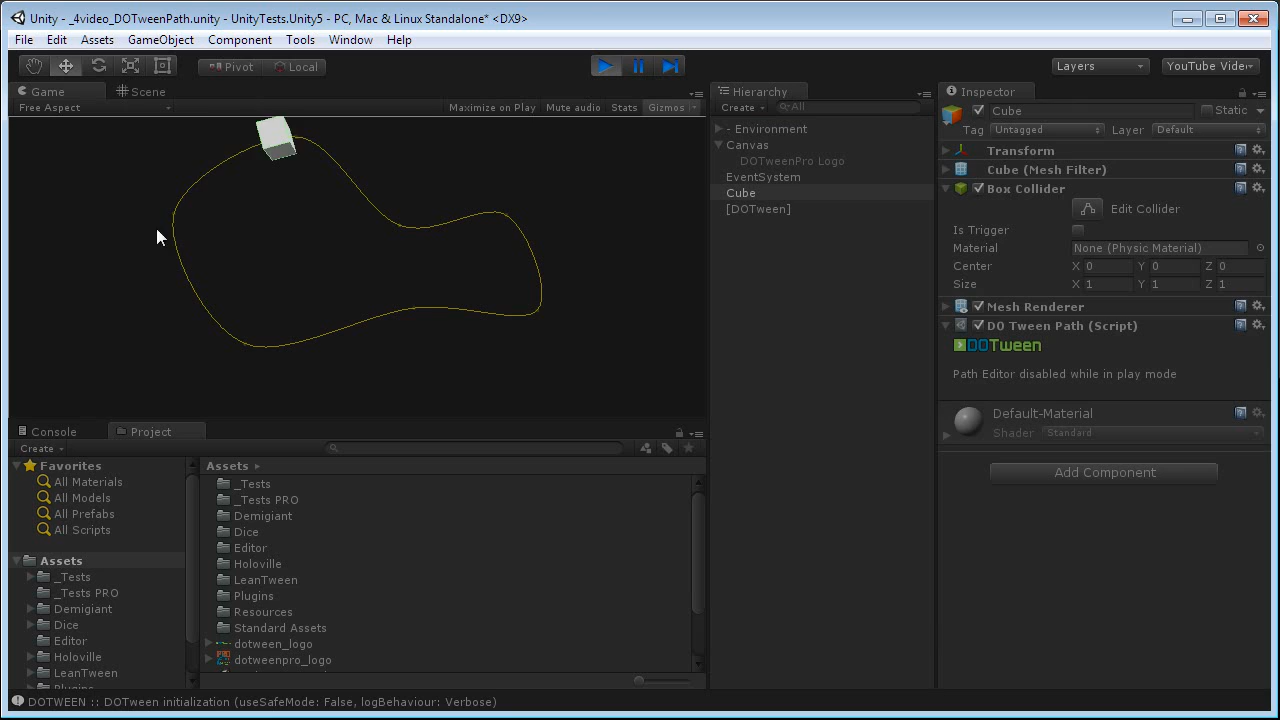 Unity - _4video_DOTweenPath.unity - UnityTests.Unity5 - PC, Mac & Linux Standalone* <DX9>
File Edit Assets GameObject Component Tools Window Help
Pivot Local Layers YouTube Vide
Game Scene
Free Aspect Maximize on Play Mute audio Stats Gizmos
Hierarchy
Create All
- Environment
Canvas
DOTweenPro Logo
EventSystem
Cube
[DOTween]
Inspector
Cube Static
Tag Untagged Layer Default
Transform
Cube (Mesh Filter)
Box Collider
Edit Collider
Is Trigger
Material None (Physic Material)
Center X 0 Y 0 Z 0
Size X 1 Y 1 Z 1
Mesh Renderer
DO Tween Path (Script)
DOTween
Path Editor disabled while in play mode
Default-Material
Shader Standard
Add Component
Console Project
Create
Favorites
All Materials
All Models
All Prefabs
All Scripts
Assets
_Tests
_Tests PRO
Demigiant
Dice
Editor
Holoville
LeanTween
Plugins
Assets
_Tests
_Tests PRO
Demigiant
Dice
Editor
Holoville
LeanTween
Plugins
Resources
Standard Assets
dotween_logo
dotweenpro_logo
DOTWEEN :: DOTween initialization (useSafeMode: False, logBehaviour: Verbose)